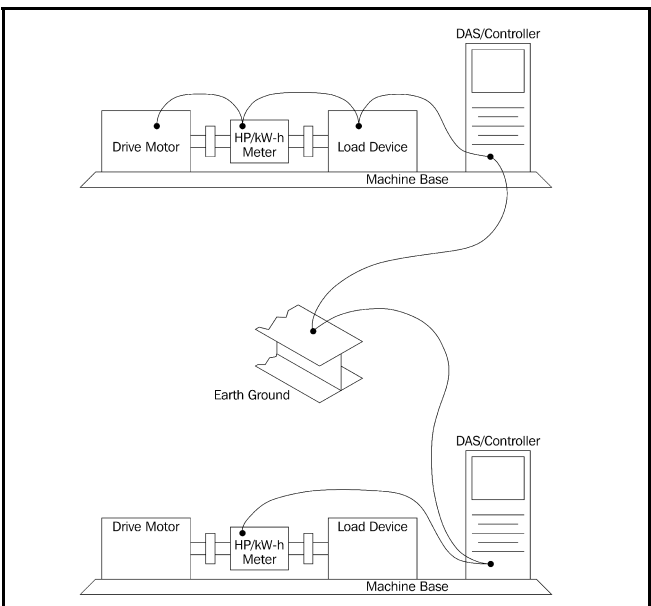 DAS/Controller
Drive Motor
HP/kW-h
Meter
Load Device
Machine Base
Earth Ground
DAS/Controller
Drive Motor
HP/kW-h
Meter
Load Device
Machine Base